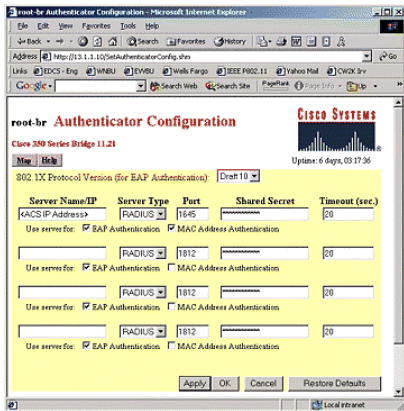 root-br Authenticator Configuration - Microsoft Internet Explorer
File Edit View Favorites Tools Help
Back Search Favorites History
Address http://13.1.1.10/SetAuthenticatorConfig.shm Go
Links EDCS - Eng WNBU EWBU Wells Fargo IEEE P802.11 Yahoo Mail CW2K Irv
Google Search Web Search Site PageRank Page Info Up
root-br Authenticator Configuration
CISCO SYSTEMS
Cisco 350 Series Bridge 11.21
Map Help
Uptime: 6 days, 03:17:36
802.1X Protocol Version (for EAP Authentication): Draft 10
Server Name/IP Server Type Port Shared Secret Timeout (sec.)
<ACS IP Address> RADIUS 1645 ************ 20
Use server for: EAP Authentication MAC Address Authentication
RADIUS 1812 ************ 20
Use server for: EAP Authentication MAC Address Authentication
RADIUS 1812 ************ 20
Use server for: EAP Authentication MAC Address Authentication
RADIUS 1812 ************ 20
Use server for: EAP Authentication MAC Address Authentication
Apply OK Cancel Restore Defaults
Local intranet